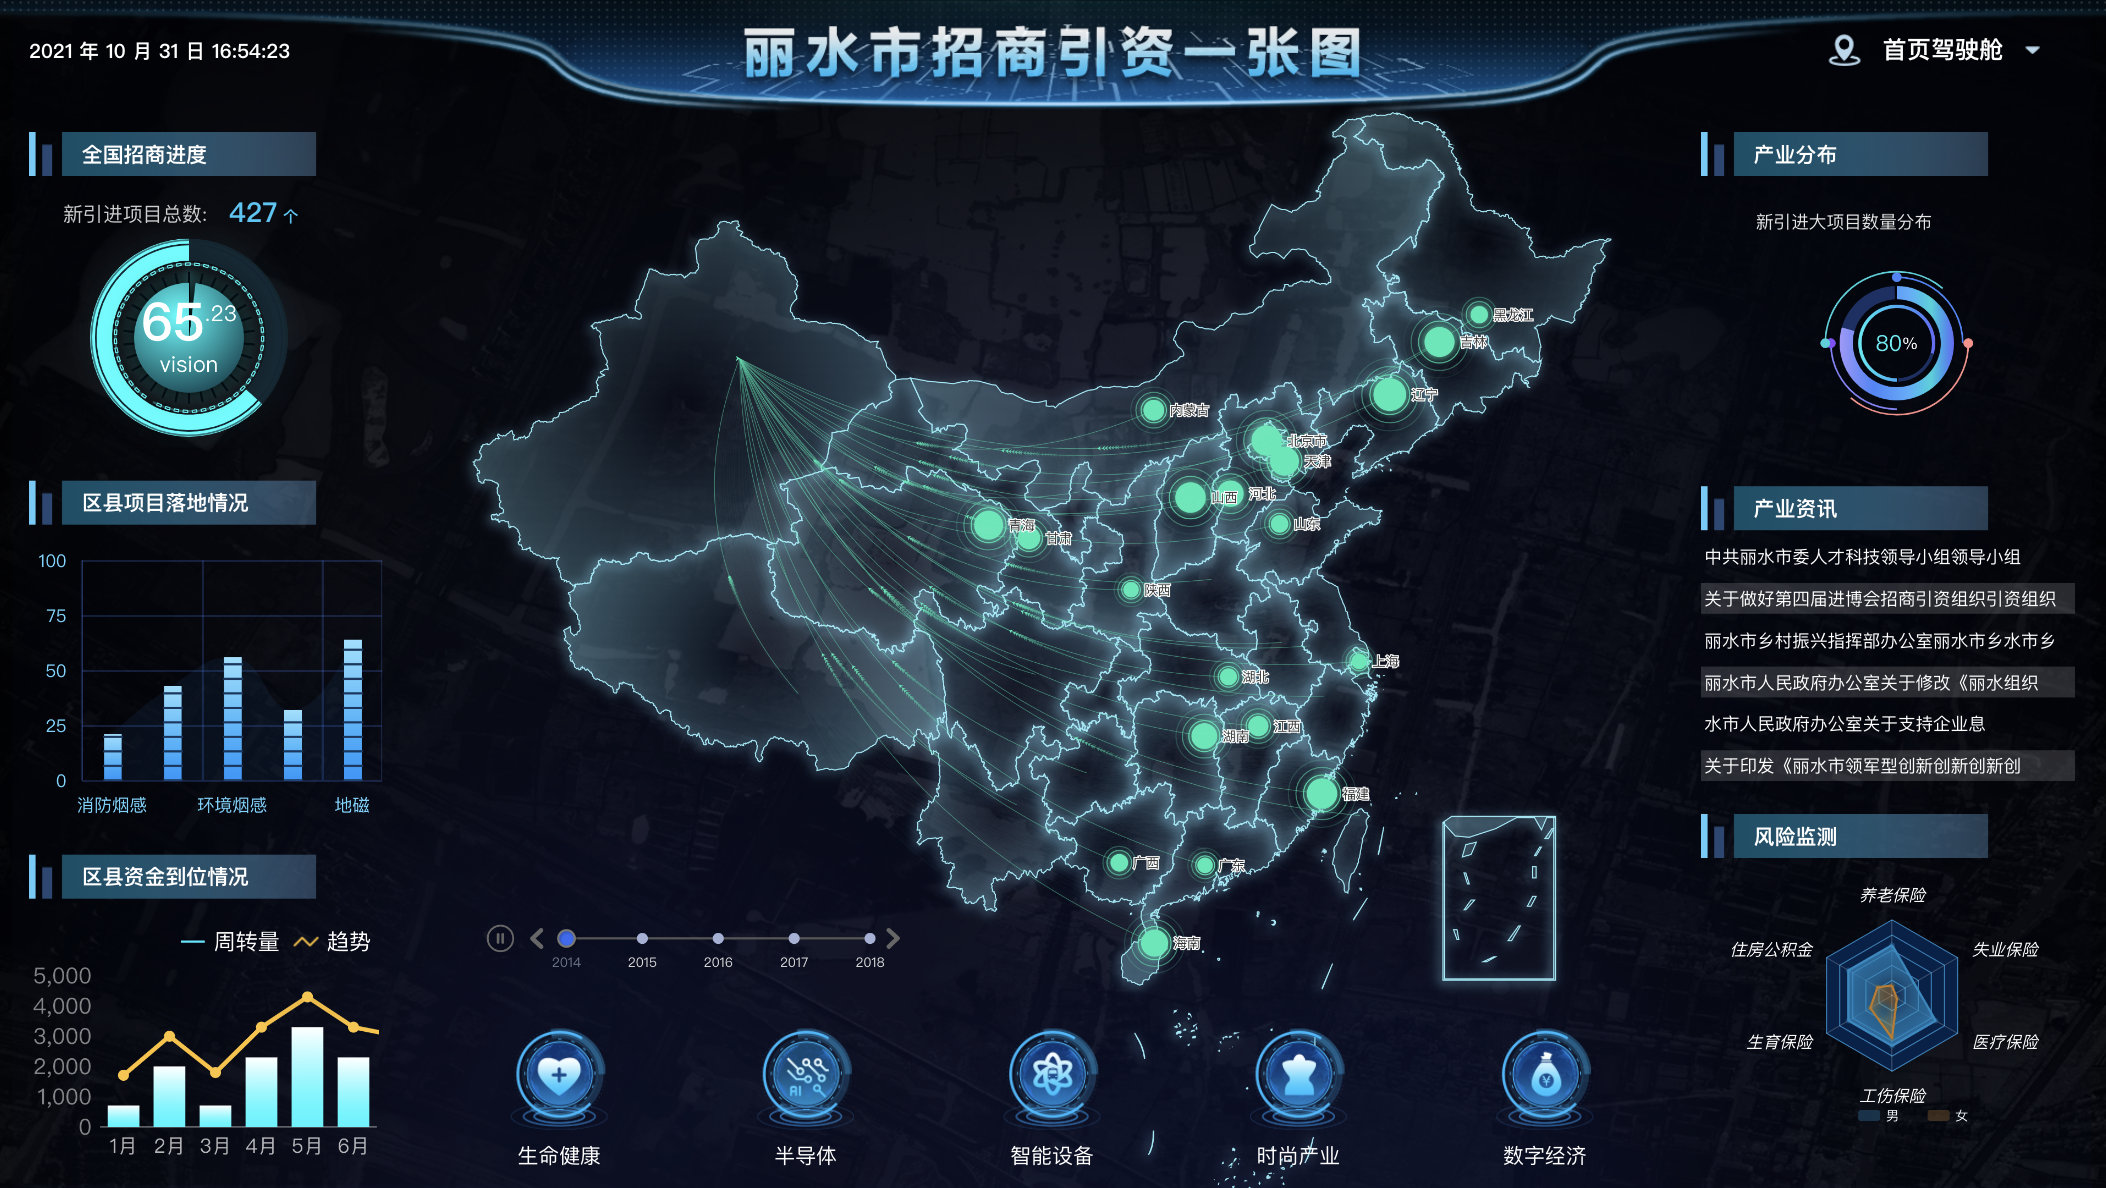 丽水市招商引资一张图
2021 年 10 月 31 日 16:54:23
首页驾驶舱
全国招商进度
新引进项目总数: 427 个
65.23
vision
区县项目落地情况
100
75
50
25
0
消防烟感 环境烟感 地磁
区县资金到位情况
周转量 趋势
5,000
4,000
3,000
2,000
1,000
0
1月 2月 3月 4月 5月 6月
黑龙江
吉林
辽宁
内蒙古
北京市
天津
山西
河北
山东
青海
甘肃
陕西
上海
湖北
江西
湖南
福建
广西
广东
海南
2014 2015 2016 2017 2018
AI
生命健康 半导体 智能设备 时尚产业 数字经济
产业分布
新引进大项目数量分布
80%
产业资讯
中共丽水市委人才科技领导小组领导小组
关于做好第四届进博会招商引资组织引资组织
丽水市乡村振兴指挥部办公室丽水市乡水市乡
丽水市人民政府办公室关于修改《丽水组织
水市人民政府办公室关于支持企业息
关于印发《丽水市领军型创新创新创新创
风险监测
养老保险
住房公积金 失业保险
生育保险 医疗保险
工伤保险
男 女